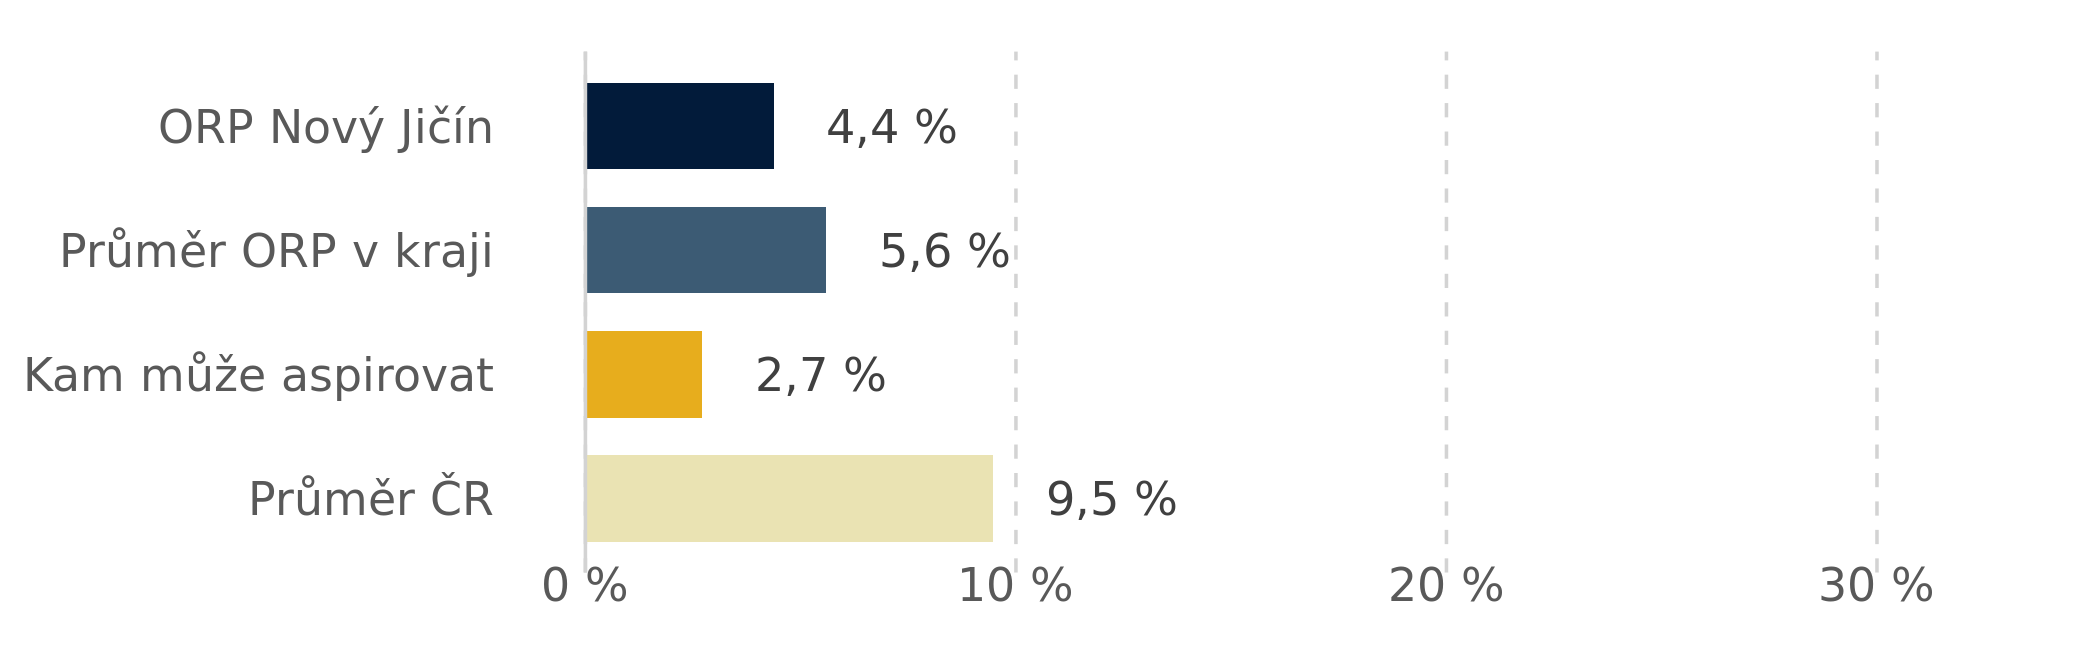 ORP Nový Jičín 4,4 %
Průměr ORP v kraji 5,6 %
Kam může aspirovat 2,7 %
Průměr ČR 9,5 %
0 % 10 % 20 % 30 %